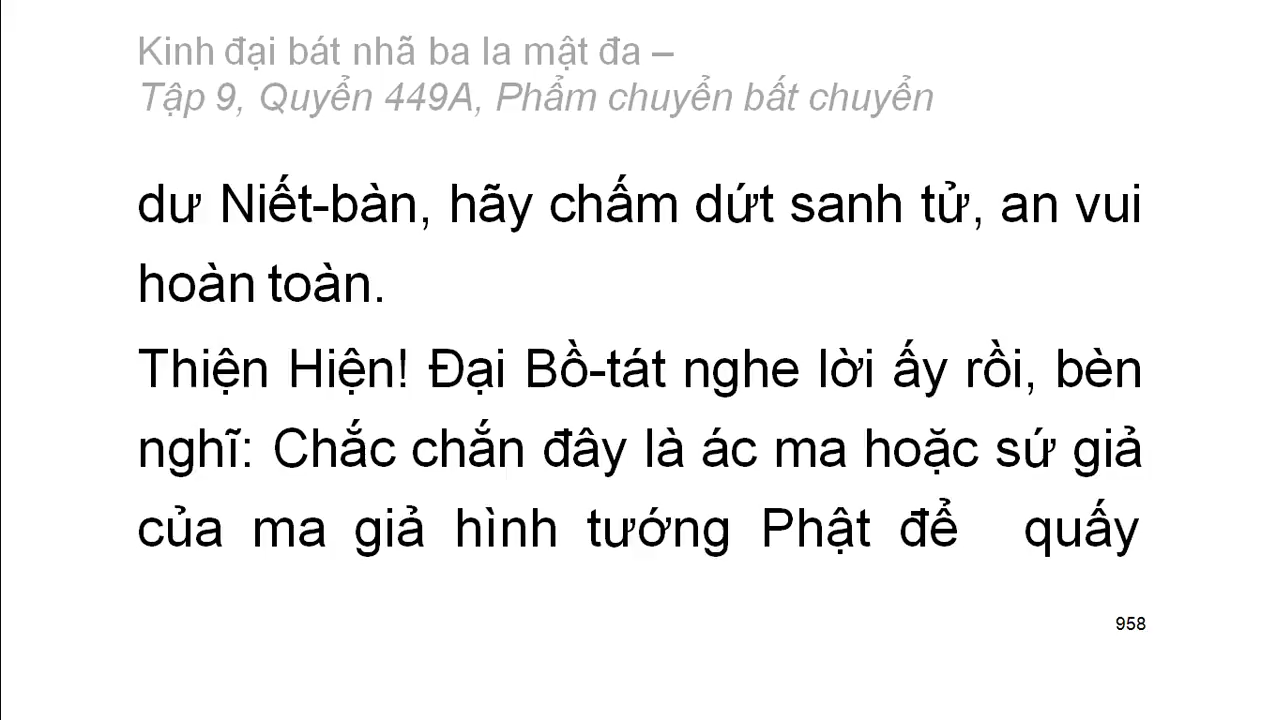 Kinh đại bát nhã ba la mật đa –
Tập 9, Quyển 449A, Phẩm chuyển bất chuyển
dư Niết-bàn, hãy chấm dứt sanh tử, an vui
hoàn toàn.
Thiện Hiện! Đại Bồ-tát nghe lời ấy rồi, bèn
nghĩ: Chắc chắn đây là ác ma hoặc sứ giả
của ma giả hình tướng Phật để quấy
958